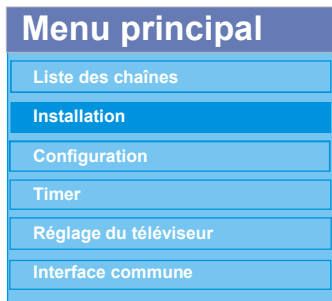 Menu principal
Liste des chaînes
Installation
Configuration
Timer
Réglage du téléviseur
Interface commune